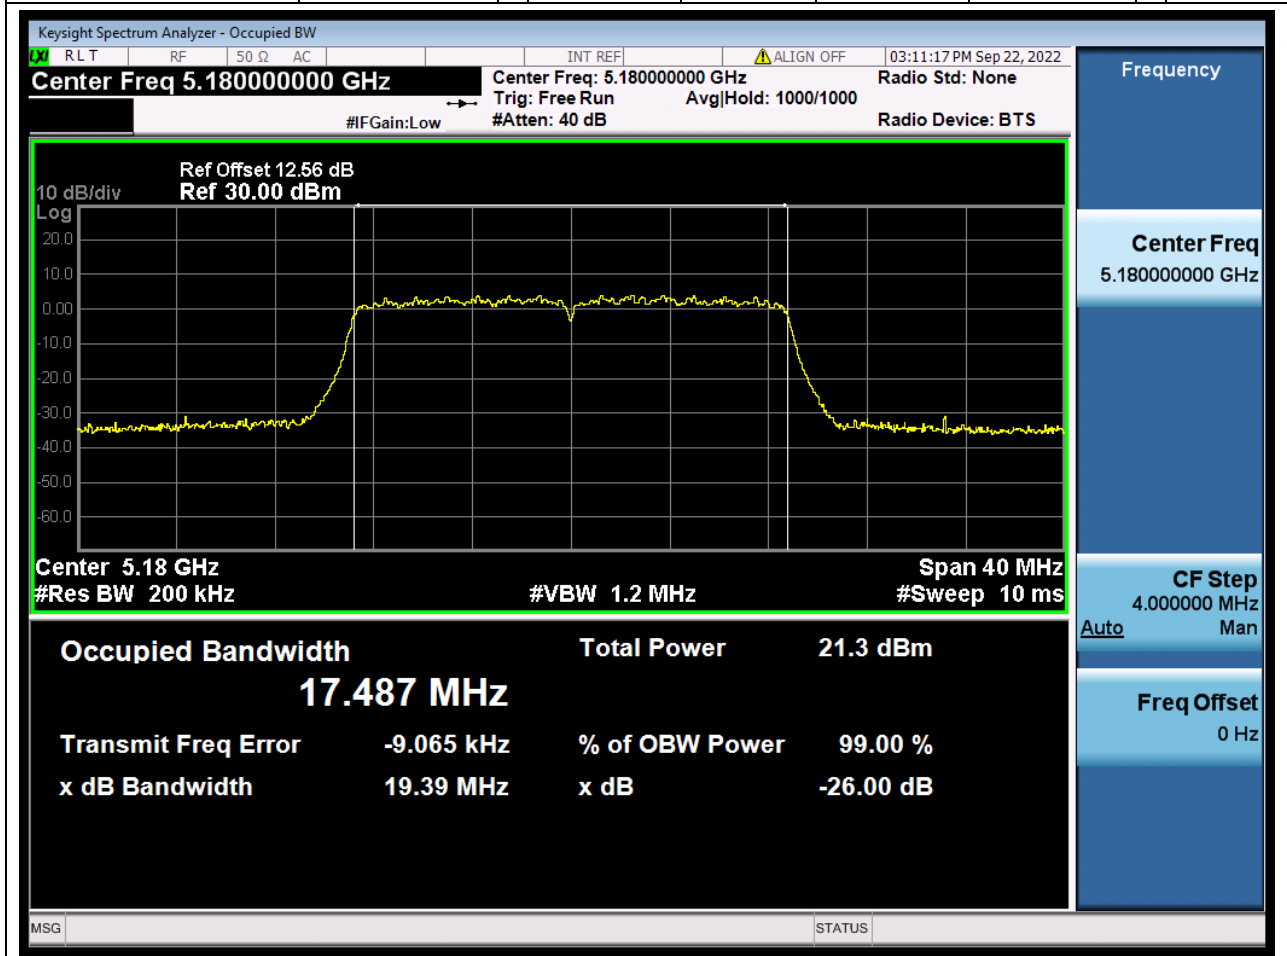 Keysight Spectrum Analyzer - Occupied BW
LXI RLT RF 50 Ω AC INT REF ALIGN OFF 03:11:17 PM Sep 22, 2022
Center Freq 5.180000000 GHz
#IFGain:Low
Center Freq: 5.180000000 GHz
Trig: Free Run Avg|Hold: 1000/1000
#Atten: 40 dB
Radio Std: None
Radio Device: BTS
Ref Offset 12.56 dB
10 dB/div Ref 30.00 dBm
Log
20.0
10.0
0.00
-10.0
-20.0
-30.0
-40.0
-50.0
-60.0
Center 5.18 GHz Span 40 MHz
#Res BW 200 kHz #VBW 1.2 MHz #Sweep 10 ms
Occupied Bandwidth Total Power 21.3 dBm
17.487 MHz
Transmit Freq Error -9.065 kHz % of OBW Power 99.00 %
x dB Bandwidth 19.39 MHz x dB -26.00 dB
MSG STATUS
Frequency
Center Freq
5.180000000 GHz
CF Step
4.000000 MHz
Auto Man
Freq Offset
0 Hz